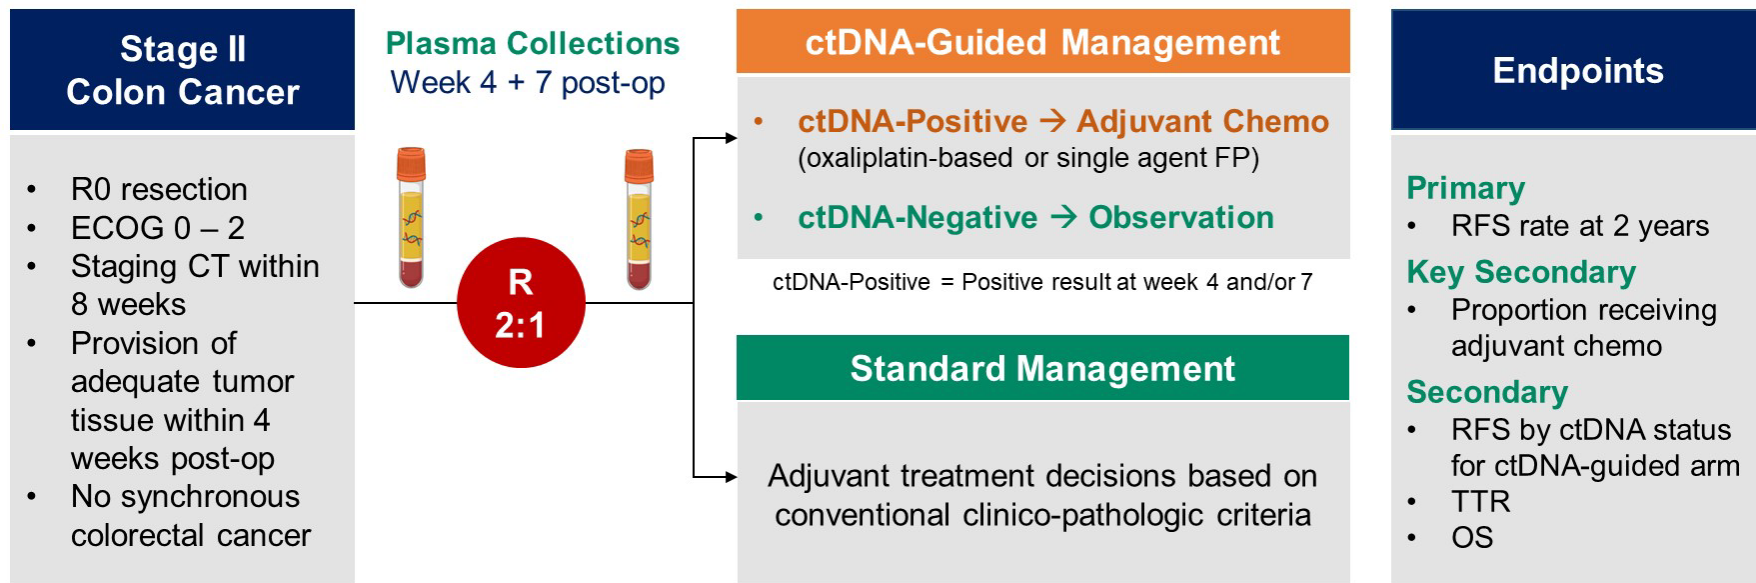 Stage II
Colon Cancer
• R0 resection
• ECOG 0 – 2
• Staging CT within
8 weeks
• Provision of
adequate tumor
tissue within 4
weeks post-op
• No synchronous
colorectal cancer
Plasma Collections
Week 4 + 7 post-op
R
2:1
ctDNA-Guided Management
• ctDNA-Positive → Adjuvant Chemo
(oxaliplatin-based or single agent FP)
• ctDNA-Negative → Observation
ctDNA-Positive = Positive result at week 4 and/or 7
Standard Management
Adjuvant treatment decisions based on
conventional clinico-pathologic criteria
Endpoints
Primary
• RFS rate at 2 years
Key Secondary
• Proportion receiving
adjuvant chemo
Secondary
• RFS by ctDNA status
for ctDNA-guided arm
• TTR
• OS